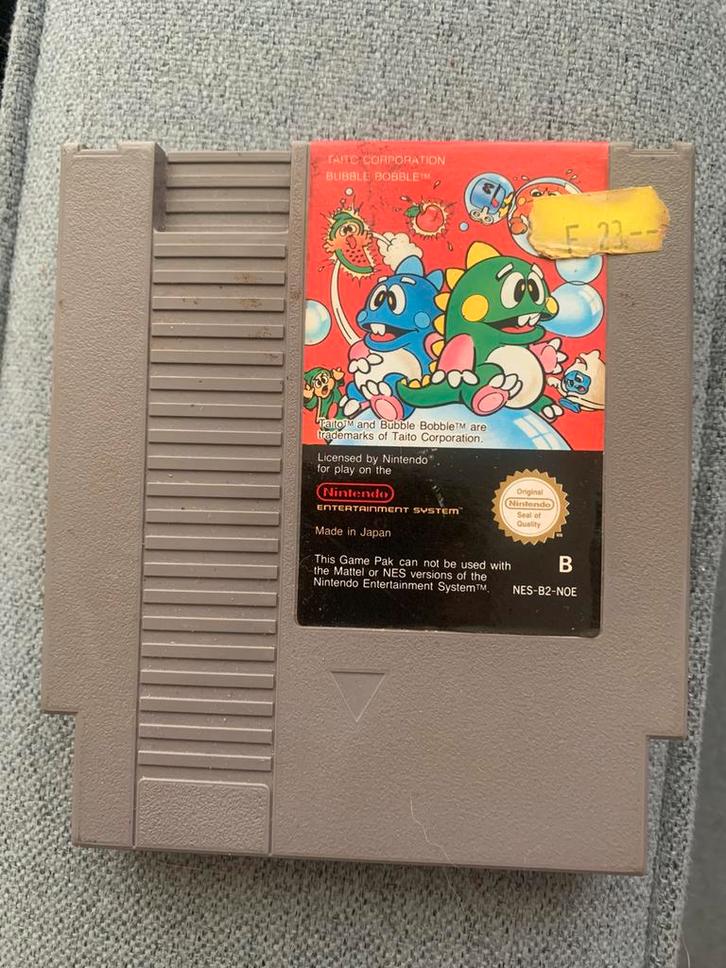 TAITO CORPORATION
BUBBLE BOBBLE™
F 23,--
Taito™ and Bubble Bobble™ are
trademarks of Taito Corporation.
Licensed by Nintendo®
for play on the
Nintendo
ENTERTAINMENT SYSTEM™
Made in Japan
This Game Pak can not be used with
the Mattel or NES versions of the
Nintendo Entertainment System™.
Original
Nintendo
Seal of
Quality
B
NES-B2-NOE